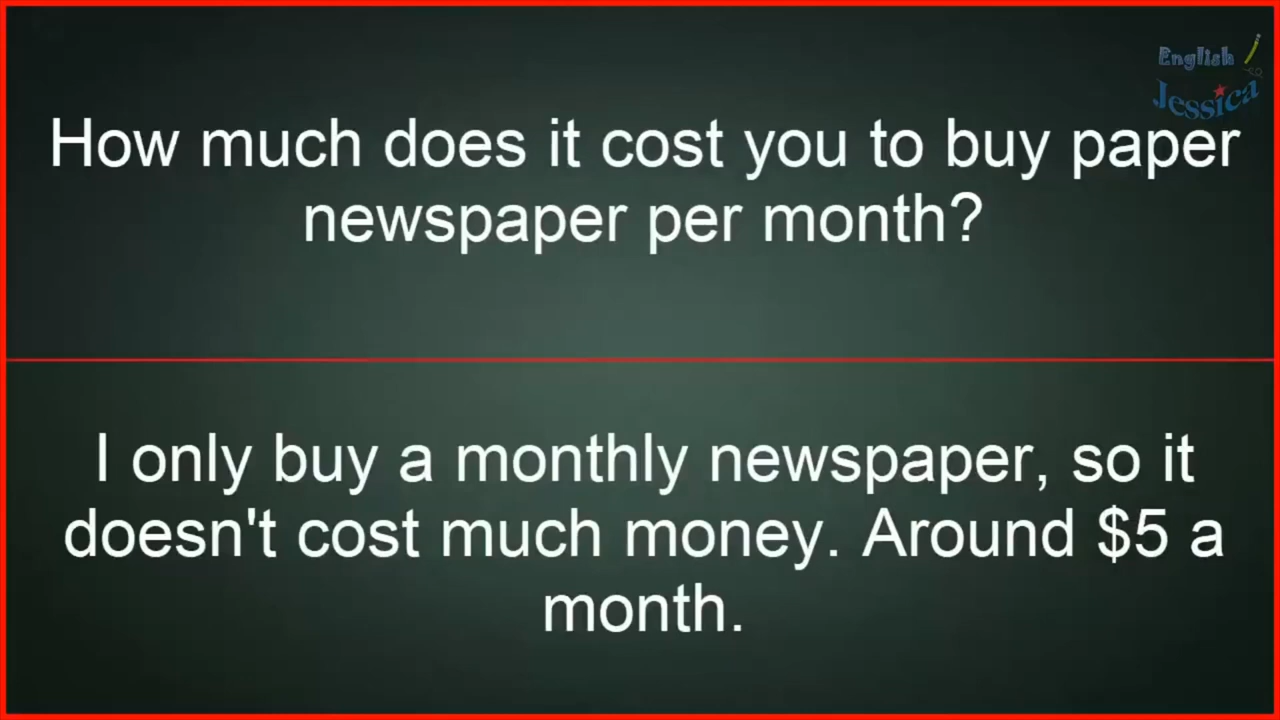 English
Jessica
How much does it cost you to buy paper
newspaper per month?
I only buy a monthly newspaper, so it
doesn't cost much money. Around $5 a
month.